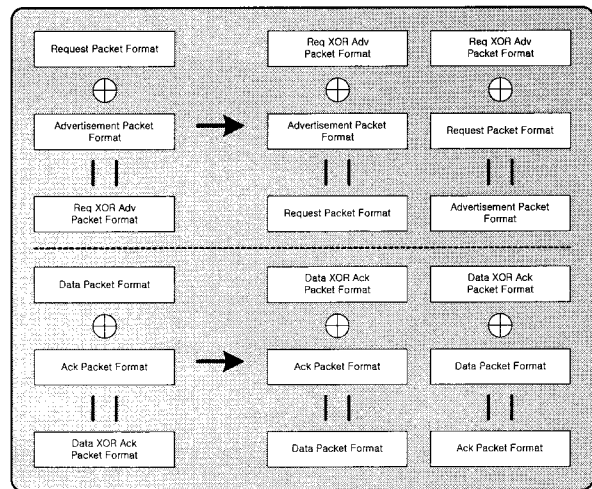 Request Packet Format
Req XOR Adv
Packet Format
Req XOR Adv
Packet Format
Advertisement Packet
Format
Advertisement Packet
Format
Request Packet Format
Req XOR Adv
Packet Format
Request Packet Format
Advertisement Packet
Format
Data Packet Format
Data XOR Ack
Packet Format
Data XOR Ack
Packet Format
Ack Packet Format
Ack Packet Format
Data Packet Format
Data XOR Ack
Packet Format
Data Packet Format
Ack Packet Format